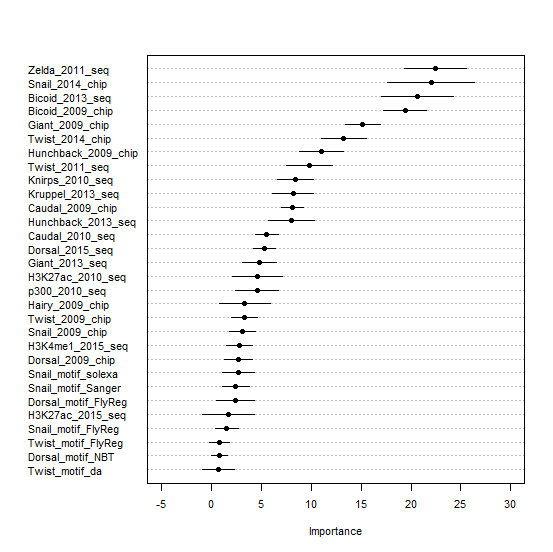 Zelda_2011_seq
Snail_2014_chip
Bicoid_2013_seq
Bicoid_2009_chip
Giant_2009_chip
Twist_2014_chip
Hunchback_2009_chip
Twist_2011_seq
Knirps_2010_seq
Kruppel_2013_seq
Caudal_2009_chip
Hunchback_2013_seq
Caudal_2010_seq
Dorsal_2015_seq
Giant_2013_seq
H3K27ac_2010_seq
p300_2010_seq
Hairy_2009_chip
Twist_2009_chip
Snail_2009_chip
H3K4me1_2015_seq
Dorsal_2009_chip
Snail_motif_solexa
Snail_motif_Sanger
Dorsal_motif_FlyReg
H3K27ac_2015_seq
Snail_motif_FlyReg
Twist_motif_FlyReg
Dorsal_motif_NBT
Twist_motif_da
-5 0 5 10 15 20 25 30
Importance